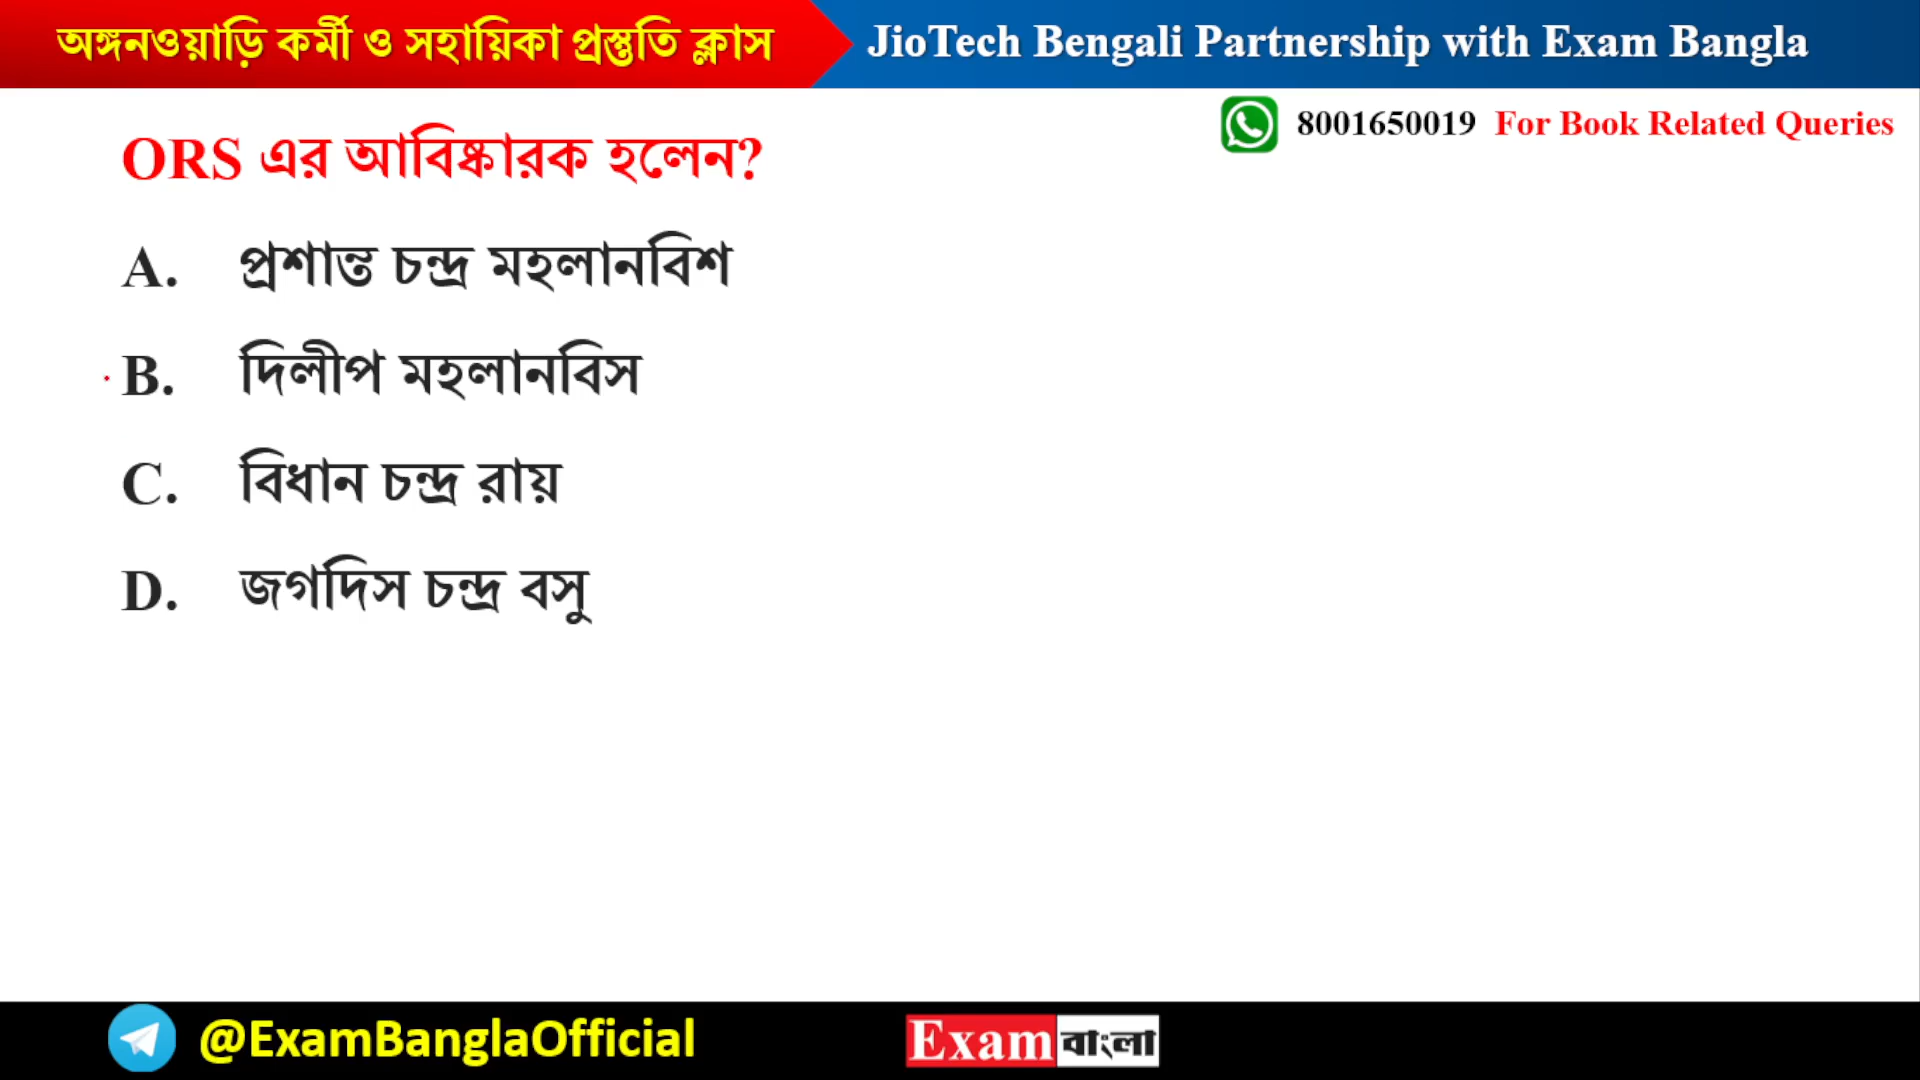 অঙ্গনওয়াড়ি কর্মী ও সহায়িকা প্রস্তুতি ক্লাস
JioTech Bengali Partnership with Exam Bangla
8001650019 For Book Related Queries
ORS এর আবিষ্কারক হলেন?
A. প্রশান্ত চন্দ্র মহলানবিশ
B. দিলীপ মহলানবিস
C. বিধান চন্দ্র রায়
D. জগদিস চন্দ্র বসু
@ExamBanglaOfficial
Exam বাংলা